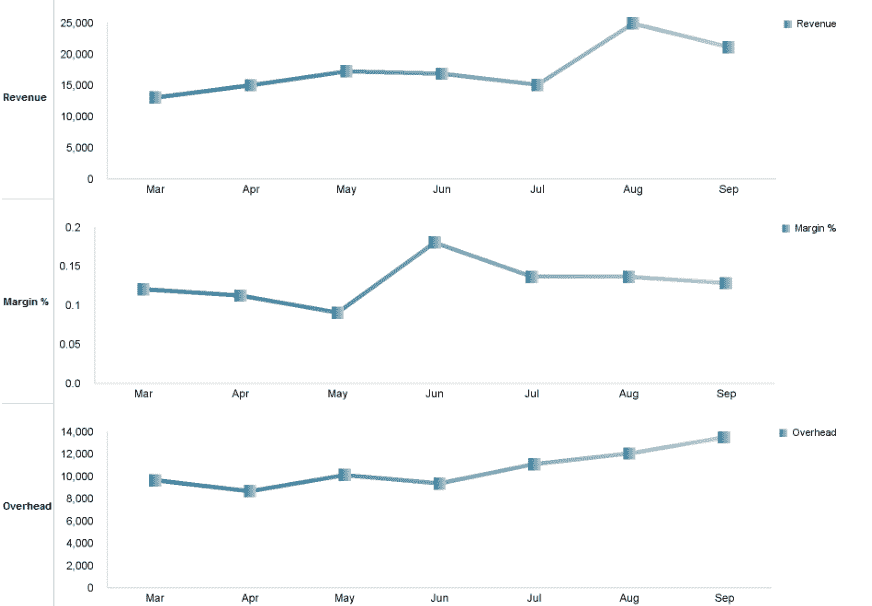 25,000
Revenue
20,000
15,000
Revenue
10,000
5,000
0
Mar Apr May Jun Jul Aug Sep
0.2
Margin %
0.15
Margin %
0.1
0.05
0.0
Mar Apr May Jun Jul Aug Sep
14,000
Overhead
12,000
10,000
8,000
Overhead
6,000
4,000
2,000
0
Mar Apr May Jun Jul Aug Sep